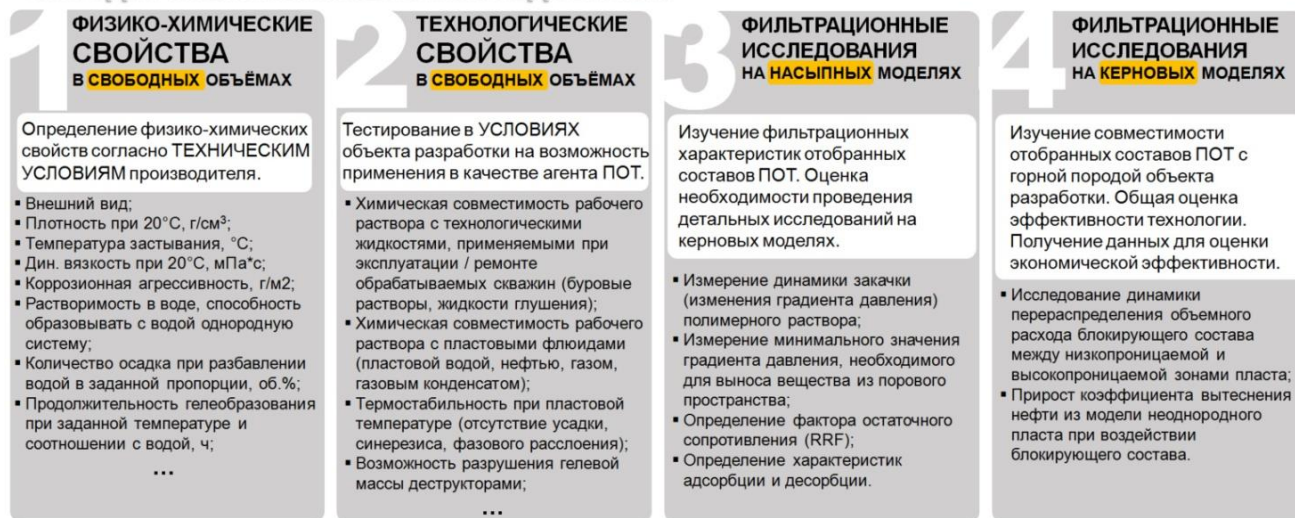 1
ФИЗИКО-ХИМИЧЕСКИЕ
СВОЙСТВА
В СВОБОДНЫХ ОБЪЁМАХ
Определение физико-химических
свойств согласно ТЕХНИЧЕСКИМ
УСЛОВИЯМ производителя.
▪ Внешний вид;
▪ Плотность при 20°С, г/см³;
▪ Температура застывания, °С;
▪ Дин. вязкость при 20°С, мПа*с;
▪ Коррозионная агрессивность, г/м2;
▪ Растворимость в воде, способность
образовывать с водой однородную
систему;
▪ Количество осадка при разбавлении
водой в заданной пропорции, об.%;
▪ Продолжительность гелеобразования
при заданной температуре и
соотношении с водой, ч;
...
2
ТЕХНОЛОГИЧЕСКИЕ
СВОЙСТВА
В СВОБОДНЫХ ОБЪЁМАХ
Тестирование в УСЛОВИЯХ
объекта разработки на возможность
применения в качестве агента ПОТ.
▪ Химическая совместимость рабочего
раствора с технологическими
жидкостями, применяемыми при
эксплуатации / ремонте
обрабатываемых скважин (буровые
растворы, жидкости глушения);
▪ Химическая совместимость рабочего
раствора с пластовыми флюидами
(пластовой водой, нефтью, газом,
газовым конденсатом);
▪ Термостабильность при пластовой
температуре (отсутствие усадки,
синерезиса, фазового расслоения);
▪ Возможность разрушения гелевой
массы деструкторами;
...
3
ФИЛЬТРАЦИОННЫЕ
ИССЛЕДОВАНИЯ
НА НАСЫПНЫХ МОДЕЛЯХ
Изучение фильтрационных
характеристик отобранных
составов ПОТ. Оценка
необходимости проведения
детальных исследований на
керновых моделях.
▪ Измерение динамики закачки
(изменения градиента давления)
полимерного раствора;
▪ Измерение минимального значения
градиента давления, необходимого
для выноса вещества из порового
пространства;
▪ Определение фактора остаточного
сопротивления (RRF);
▪ Определение характеристик
адсорбции и десорбции.
4
ФИЛЬТРАЦИОННЫЕ
ИССЛЕДОВАНИЯ
НА КЕРНОВЫХ МОДЕЛЯХ
Изучение совместимости
отобранных составов ПОТ с
горной породой объекта
разработки. Общая оценка
эффективности технологии.
Получение данных для оценки
экономической эффективности.
▪ Исследование динамики
перераспределения объемного
расхода блокирующего состава
между низкопроницаемой и
высокопроницаемой зонами пласта;
▪ Прирост коэффициента вытеснения
нефти из модели неоднородного
пласта при воздействии
блокирующего состава.